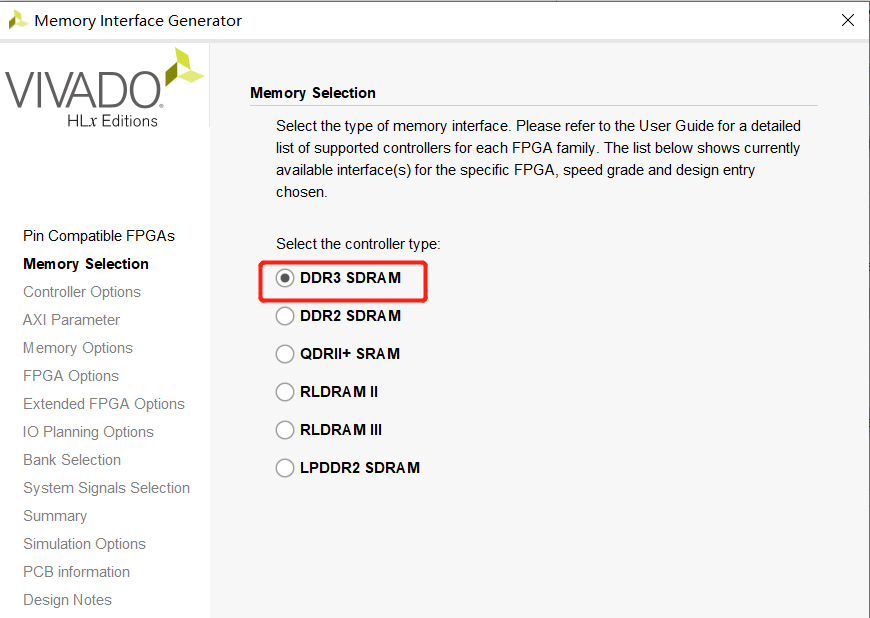 Memory Interface Generator
VIVADO.
HLx Editions
Pin Compatible FPGAs
Memory Selection
Controller Options
AXI Parameter
Memory Options
FPGA Options
Extended FPGA Options
IO Planning Options
Bank Selection
System Signals Selection
Summary
Simulation Options
PCB information
Design Notes
Memory Selection
Select the type of memory interface. Please refer to the User Guide for a detailed
list of supported controllers for each FPGA family. The list below shows currently
available interface(s) for the specific FPGA, speed grade and design entry
chosen.
Select the controller type:
DDR3 SDRAM
DDR2 SDRAM
QDRII+ SRAM
RLDRAM II
RLDRAM III
LPDDR2 SDRAM